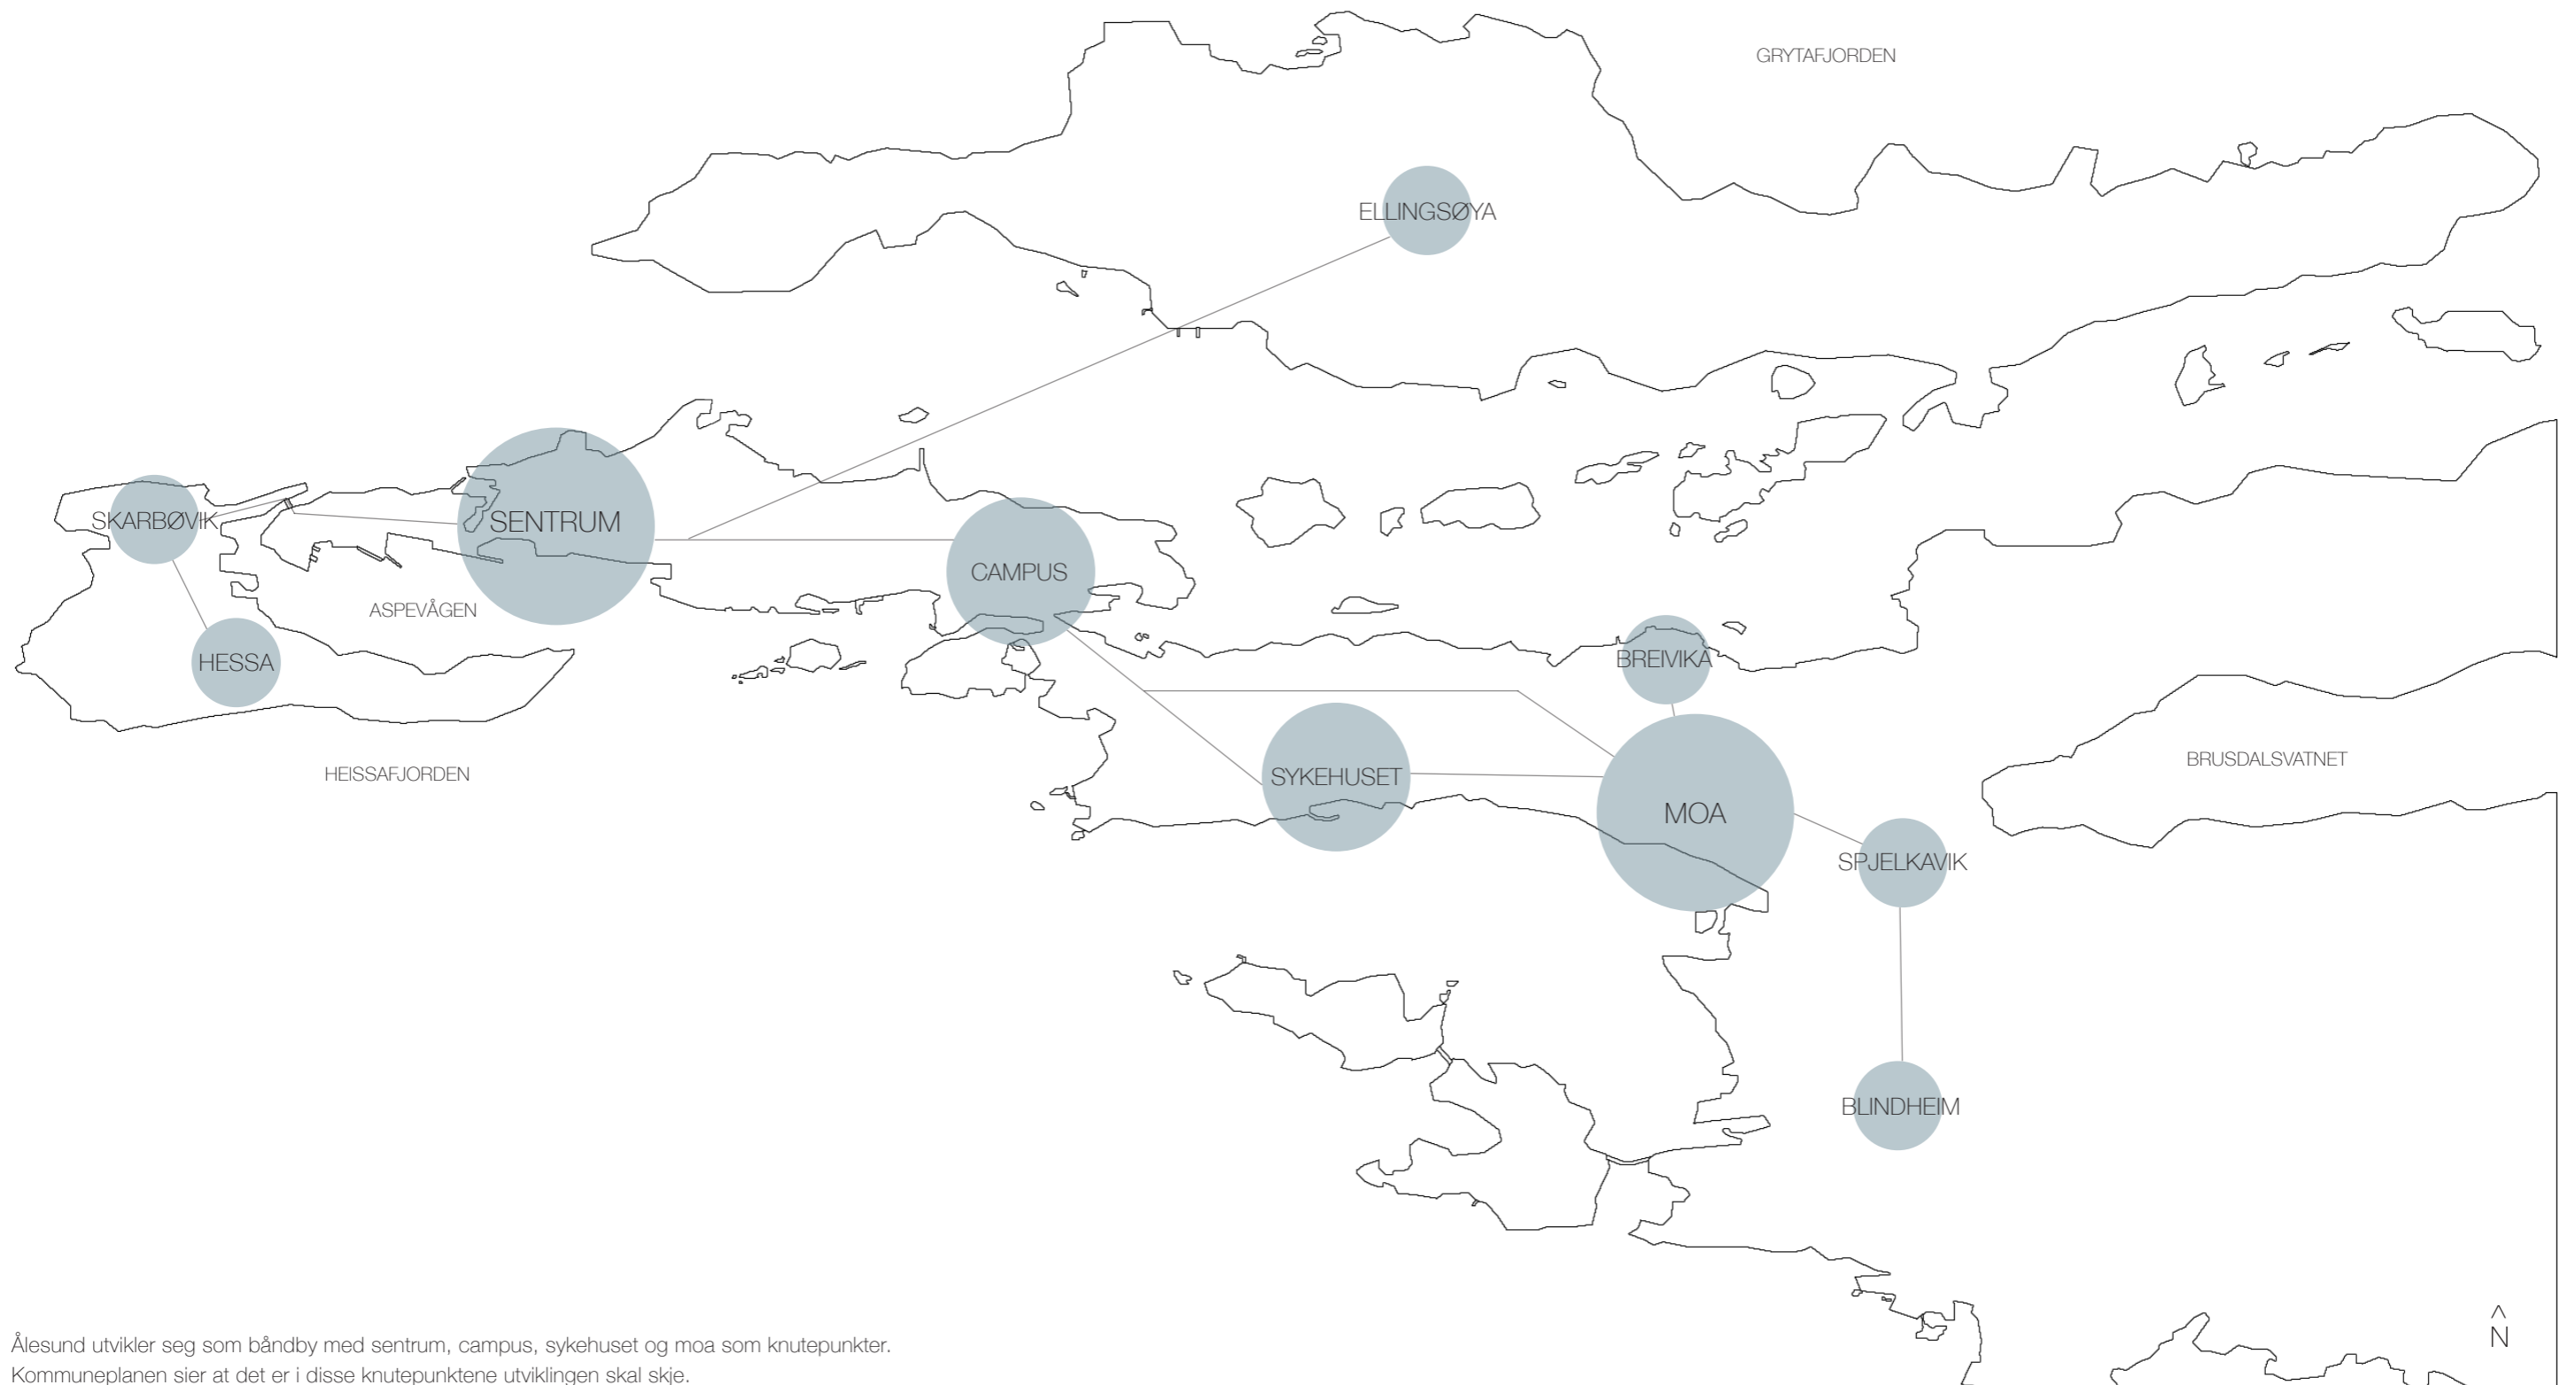 GRYTAFJORDEN
ELLINGSØYA
SKARBØVIK
SENTRUM
CAMPUS
ASPEVÅGEN
HESSA
BREIVIKA
HEISSAFJORDEN
SYKEHUSET
MOA
BRUSDALSVATNET
SPJELKAVIK
BLINDHEIM
N
Ålesund utvikler seg som båndby med sentrum, campus, sykehuset og moa som knutepunkter.
Kommuneplanen sier at det er i disse knutepunktene utviklingen skal skje.